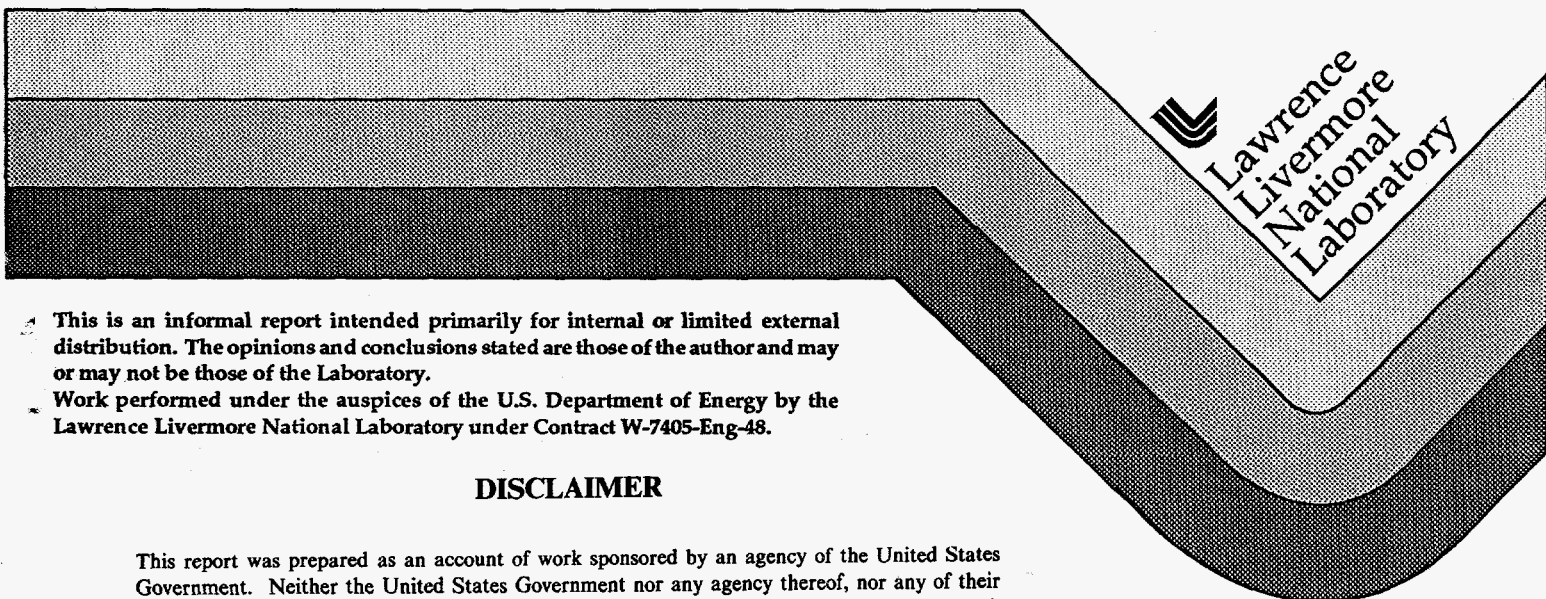 Lawrence
Livermore
National
Laboratory
This is an informal report intended primarily for internal or limited external
distribution. The opinions and conclusions stated are those of the author and may
or may not be those of the Laboratory.
Work performed under the auspices of the U.S. Department of Energy by the
Lawrence Livermore National Laboratory under Contract W-7405-Eng-48.
DISCLAIMER
This report was prepared as an account of work sponsored by an agency of the United States
Government. Neither the United States Government nor any agency thereof, nor any of their